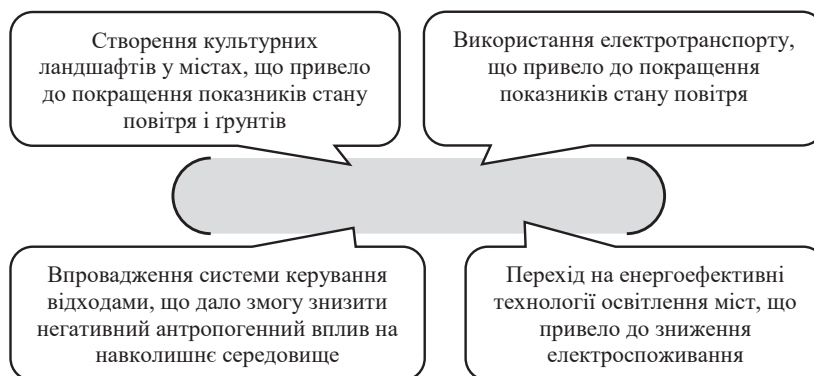 Створення культурних
ландшафтів у містах, що привело
до покращення показників стану
повітря і ґрунтів
Використання електротранспорту,
що привело до покращення
показників стану повітря
Впровадження системи керування
відходами, що дало змогу знизити
негативний антропогенний вплив на
навколишнє середовище
Перехід на енергоефективні
технології освітлення міст, що
привело до зниження
електроспоживання